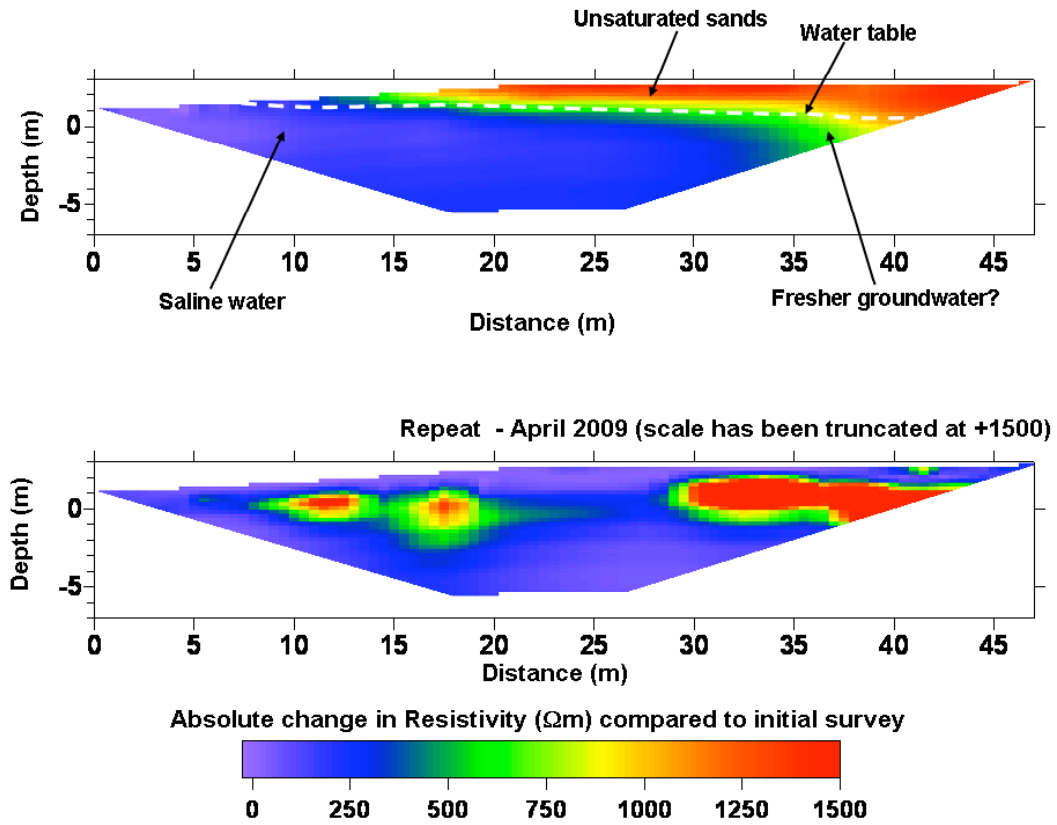 Unsaturated sands
Water table
Depth (m)
0
-5
0 5 10 15 20 25 30 35 40 45
Saline water
Fresher groundwater?
Distance (m)
Repeat - April 2009 (scale has been truncated at +1500)
Depth (m)
0
-5
0 5 10 15 20 25 30 35 40 45
Distance (m)
Absolute change in Resistivity (Ωm) compared to initial survey
0 250 500 750 1000 1250 1500